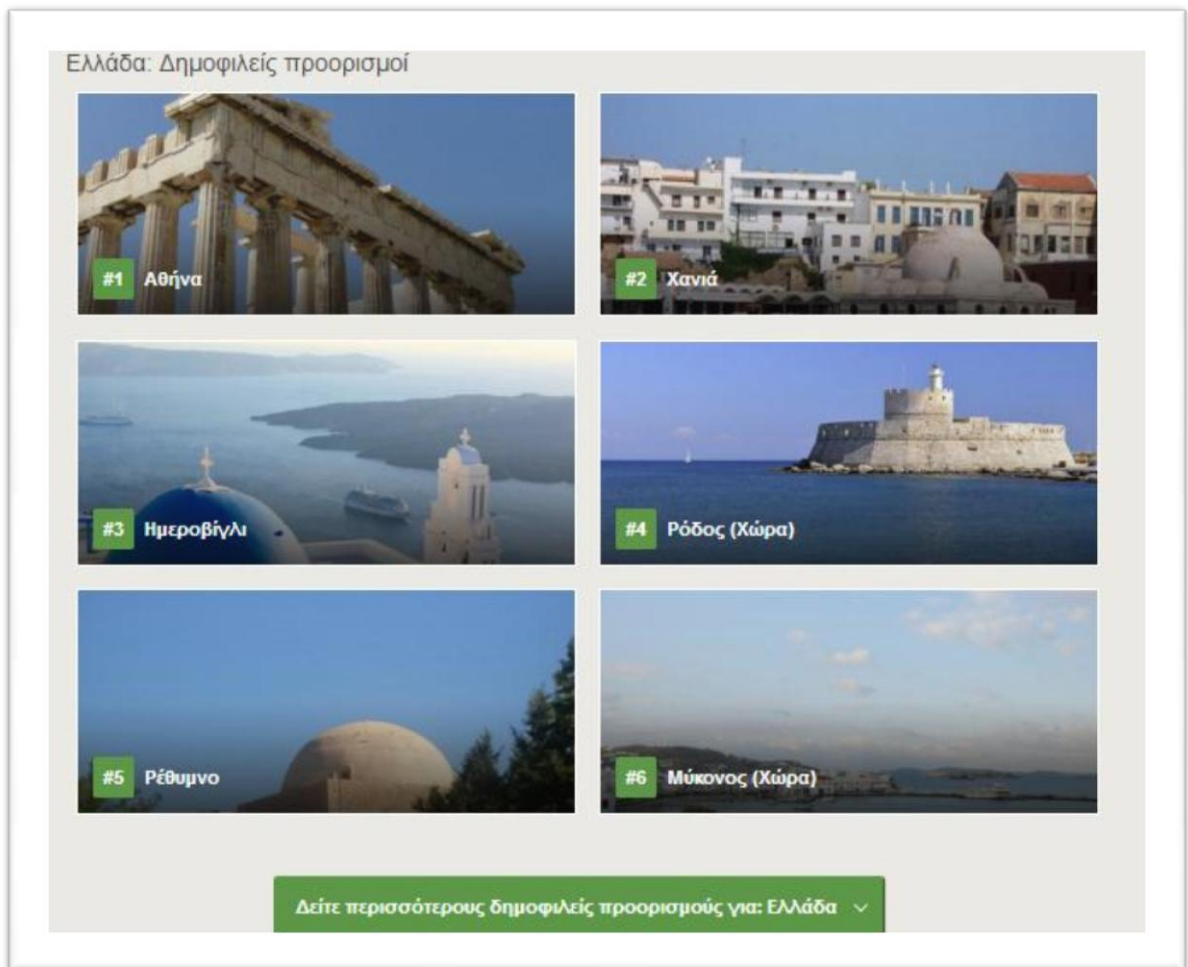 Ελλάδα: Δημοφιλείς προορισμοί
#1 Αθήνα
#2 Χανιά
#3 Ημεροβίγλι
#4 Ρόδος (Χώρα)
#5 Ρέθυμνο
#6 Μύκονος (Χώρα)
Δείτε περισσότερους δημοφιλείς προορισμούς για: Ελλάδα